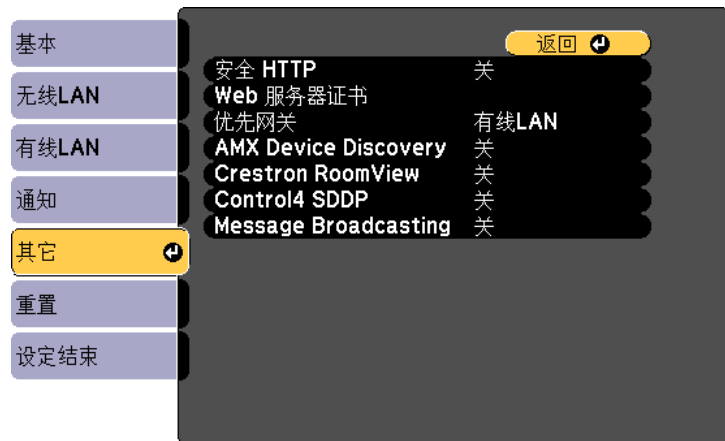 基本
无线LAN
有线LAN
通知
其它
重置
设定结束
返回
安全 HTTP 关
Web 服务器证书
优先网关 有线LAN
AMX Device Discovery 关
Crestron RoomView 关
Control4 SDDP 关
Message Broadcasting 关